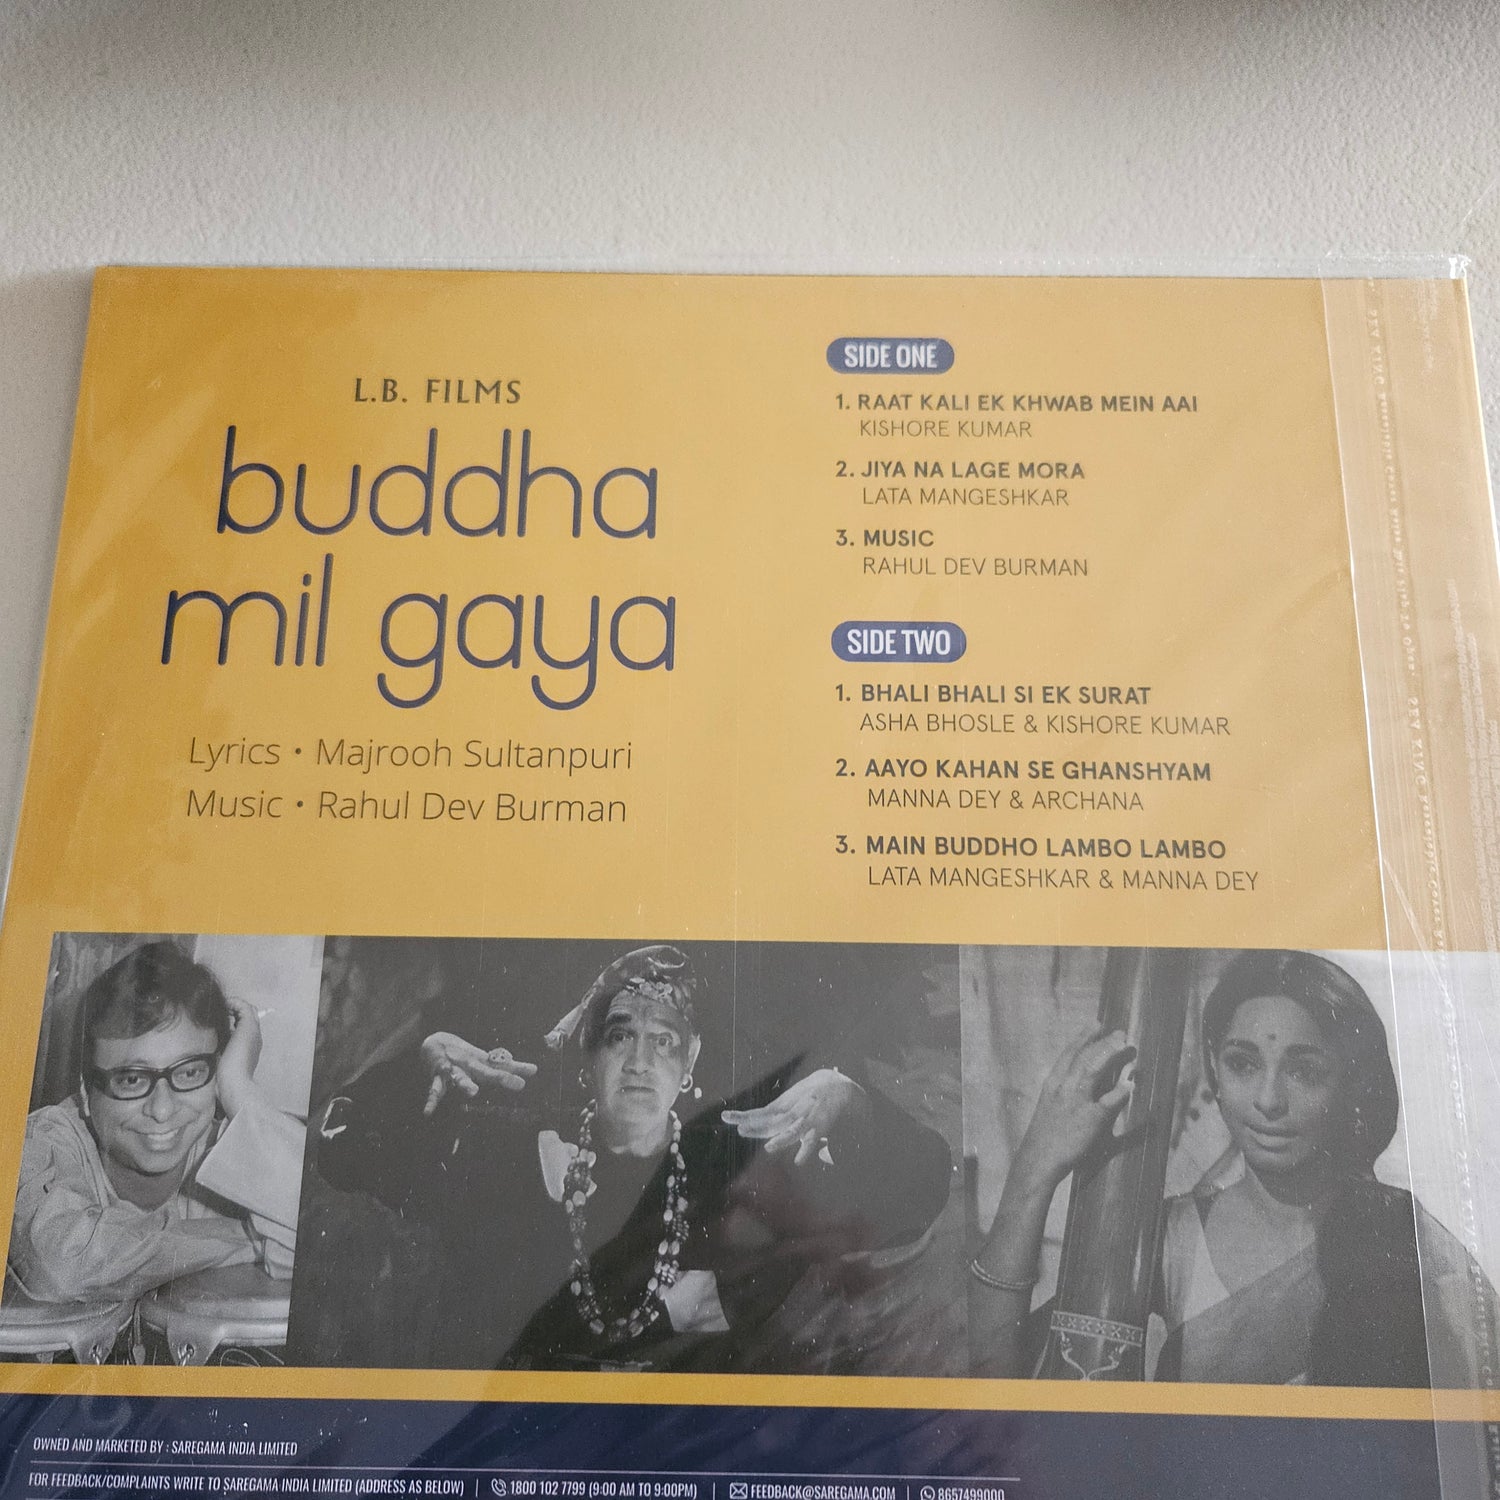 L.B. FILMS
buddha
mil gaya
Lyrics • Majrooh Sultanpuri
Music • Rahul Dev Burman
SIDE ONE
1. RAAT KALI EK KHWAB MEIN AAI
KISHORE KUMAR
2. JIYA NA LAGE MORA
LATA MANGESHKAR
3. MUSIC
RAHUL DEV BURMAN
SIDE TWO
1. BHALI BHALI SI EK SURAT
ASHA BHOSLE & KISHORE KUMAR
2. AAYO KAHAN SE GHANSHYAM
MANNA DEY & ARCHANA
3. MAIN BUDDHO LAMBO LAMBO
LATA MANGESHKAR & MANNA DEY
OWNED AND MARKETED BY : SAREGAMA INDIA LIMITED
FOR FEEDBACK/COMPLAINTS WRITE TO SAREGAMA INDIA LIMITED (ADDRESS AS BELOW) | 1800 102 7799 (9:00 AM TO 9:00PM) | FEEDBACK@SAREGAMA.COM | 8657499000